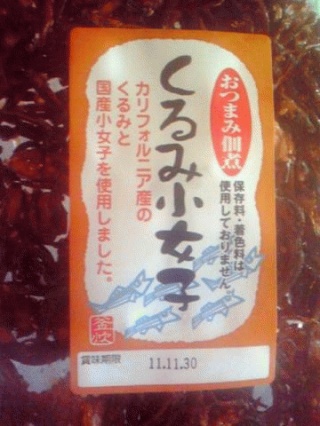 おつまみ佃煮
くるみ小女子
保存料・着色料は、
使用しておりません。
カリフォルニア産の
くるみと
国産小女子を使用しました。
釜炊
賞味期限
11.11.30